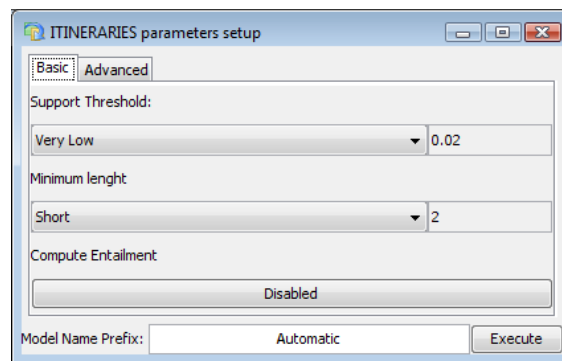 ITINERARIES parameters setup
Basic Advanced
Support Threshold:
Very Low 0.02
Minimum lenght
Short 2
Compute Entailment
Disabled
Model Name Prefix: Automatic Execute